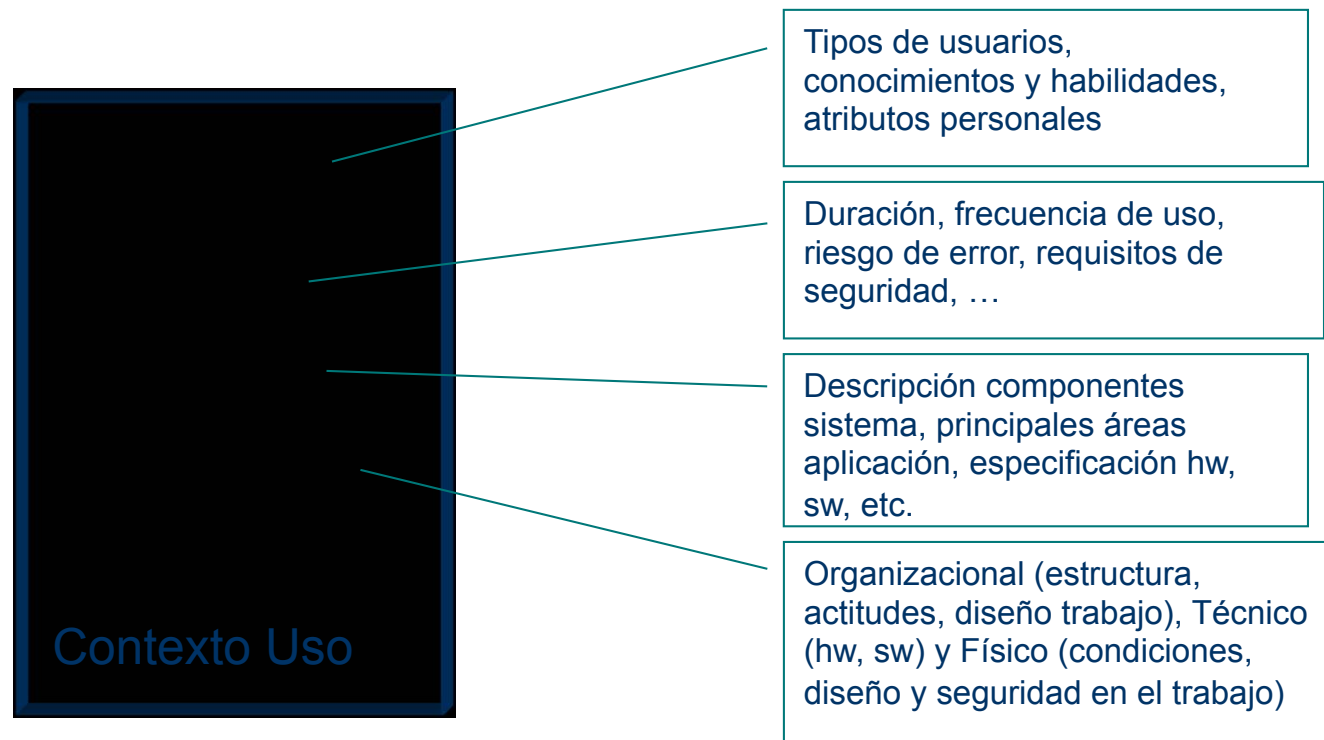 Tipos de usuarios,
conocimientos y habilidades,
atributos personales
Duración, frecuencia de uso,
riesgo de error, requisitos de
seguridad, …
Descripción componentes
sistema, principales áreas
aplicación, especificación hw,
sw, etc.
Organizacional (estructura,
actitudes, diseño trabajo), Técnico
(hw, sw) y Físico (condiciones,
diseño y seguridad en el trabajo)
Contexto Uso